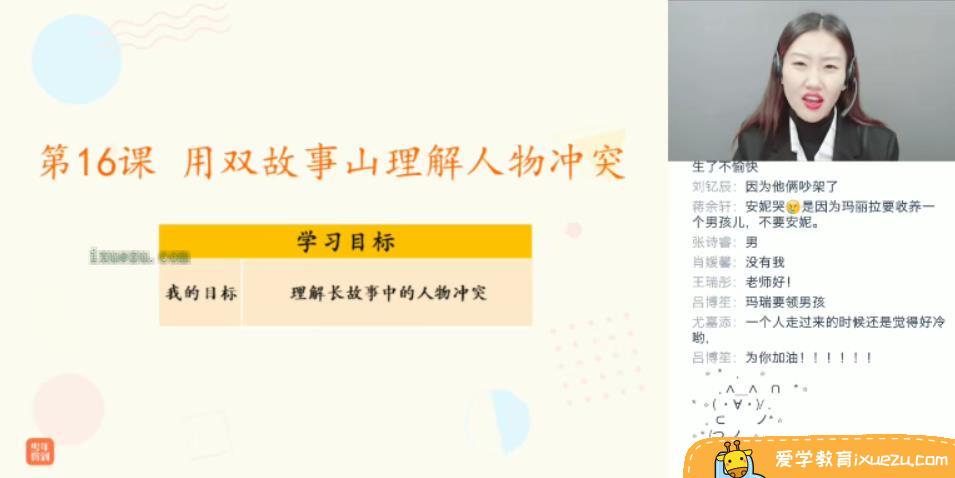 第16课 用双故事山理解人物冲突
学习目标
ixuezu.com
我的目标 理解长故事中的人物冲突
少年
得到
生了不愉快
刘钇辰：因为他俩吵架了
蒋余轩：安妮哭😢是因为玛丽拉要收养一
个男孩儿，不要安妮。
张诗睿：男
肖媛馨：没有我
王瑞彤：老师好！
吕博笙：玛瑞要领男孩
尤嘉添：一个人走过来的时候还是觉得好冷
哟，
吕博笙：为你加油！！！！！！
爱学教育ixuezu.com